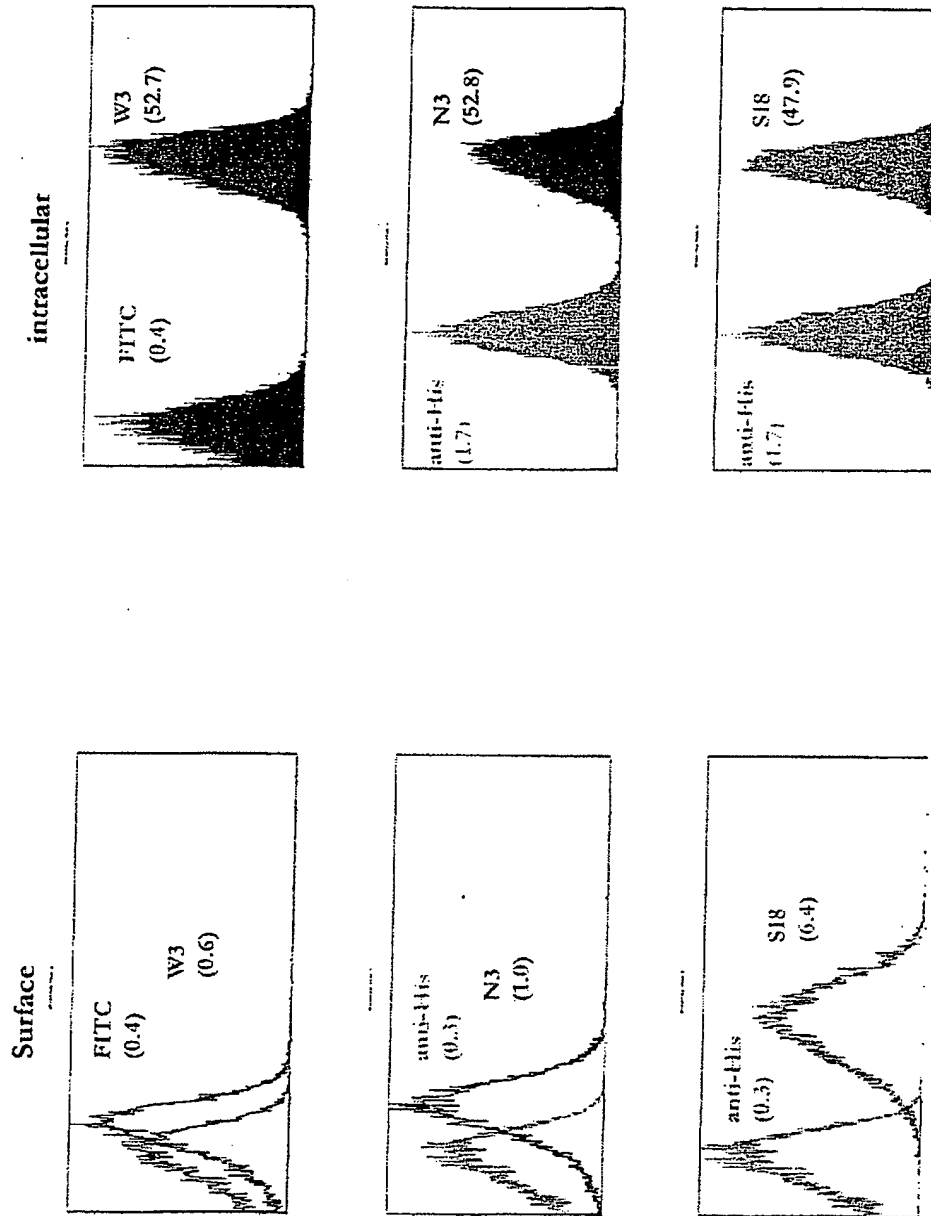 Surface
FITC
(0.4)
W3
(0.6)
anti-His
(0.3)
N3
(1.0)
anti-His
(0.3)
S18
(6.4)
intracellular
FITC
(0.4)
W3
(52.7)
anti-His
(1.7)
N3
(52.8)
anti-His
(1.7)
S18
(47.9)